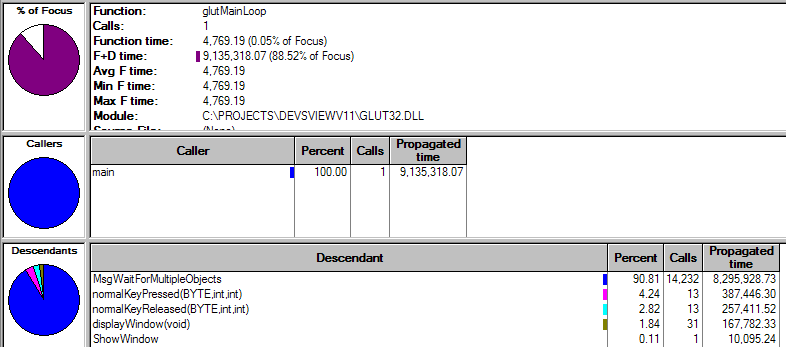 % of Focus
Function: glutMainLoop
Calls: 1
Function time: 4,769.19 (0.05% of Focus)
F+D time: 9,135,318.07 (88.52% of Focus)
Avg F time: 4,769.19
Min F time: 4,769.19
Max F time: 4,769.19
Module: C:\PROJECTS\DEVSVIEWV11\GLUT32.DLL
Source File: (None)
Callers
Caller Percent Calls Propagated time
main 100.00 1 9,135,318.07
Descendants
Descendant Percent Calls Propagated time
MsgWaitForMultipleObjects 90.81 14,232 8,295,928.73
normalKeyPressed(BYTE,int,int) 4.24 13 387,446.30
normalKeyReleased(BYTE,int,int) 2.82 13 257,411.52
displayWindow(void) 1.84 31 167,782.33
ShowWindow 0.11 1 10,095.24